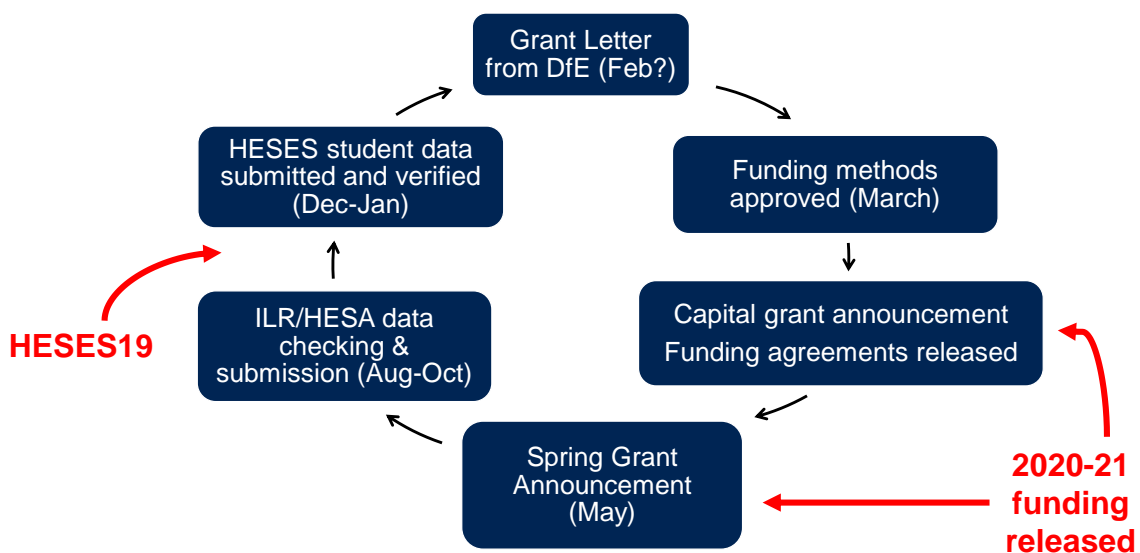 Grant Letter
from DfE (Feb?)
Funding methods
approved (March)
Capital grant announcement
Funding agreements released
2020-21
funding
released
Spring Grant
Announcement
(May)
ILR/HESA data
checking &
submission (Aug-Oct)
HESES19
HESES student data
submitted and verified
(Dec-Jan)